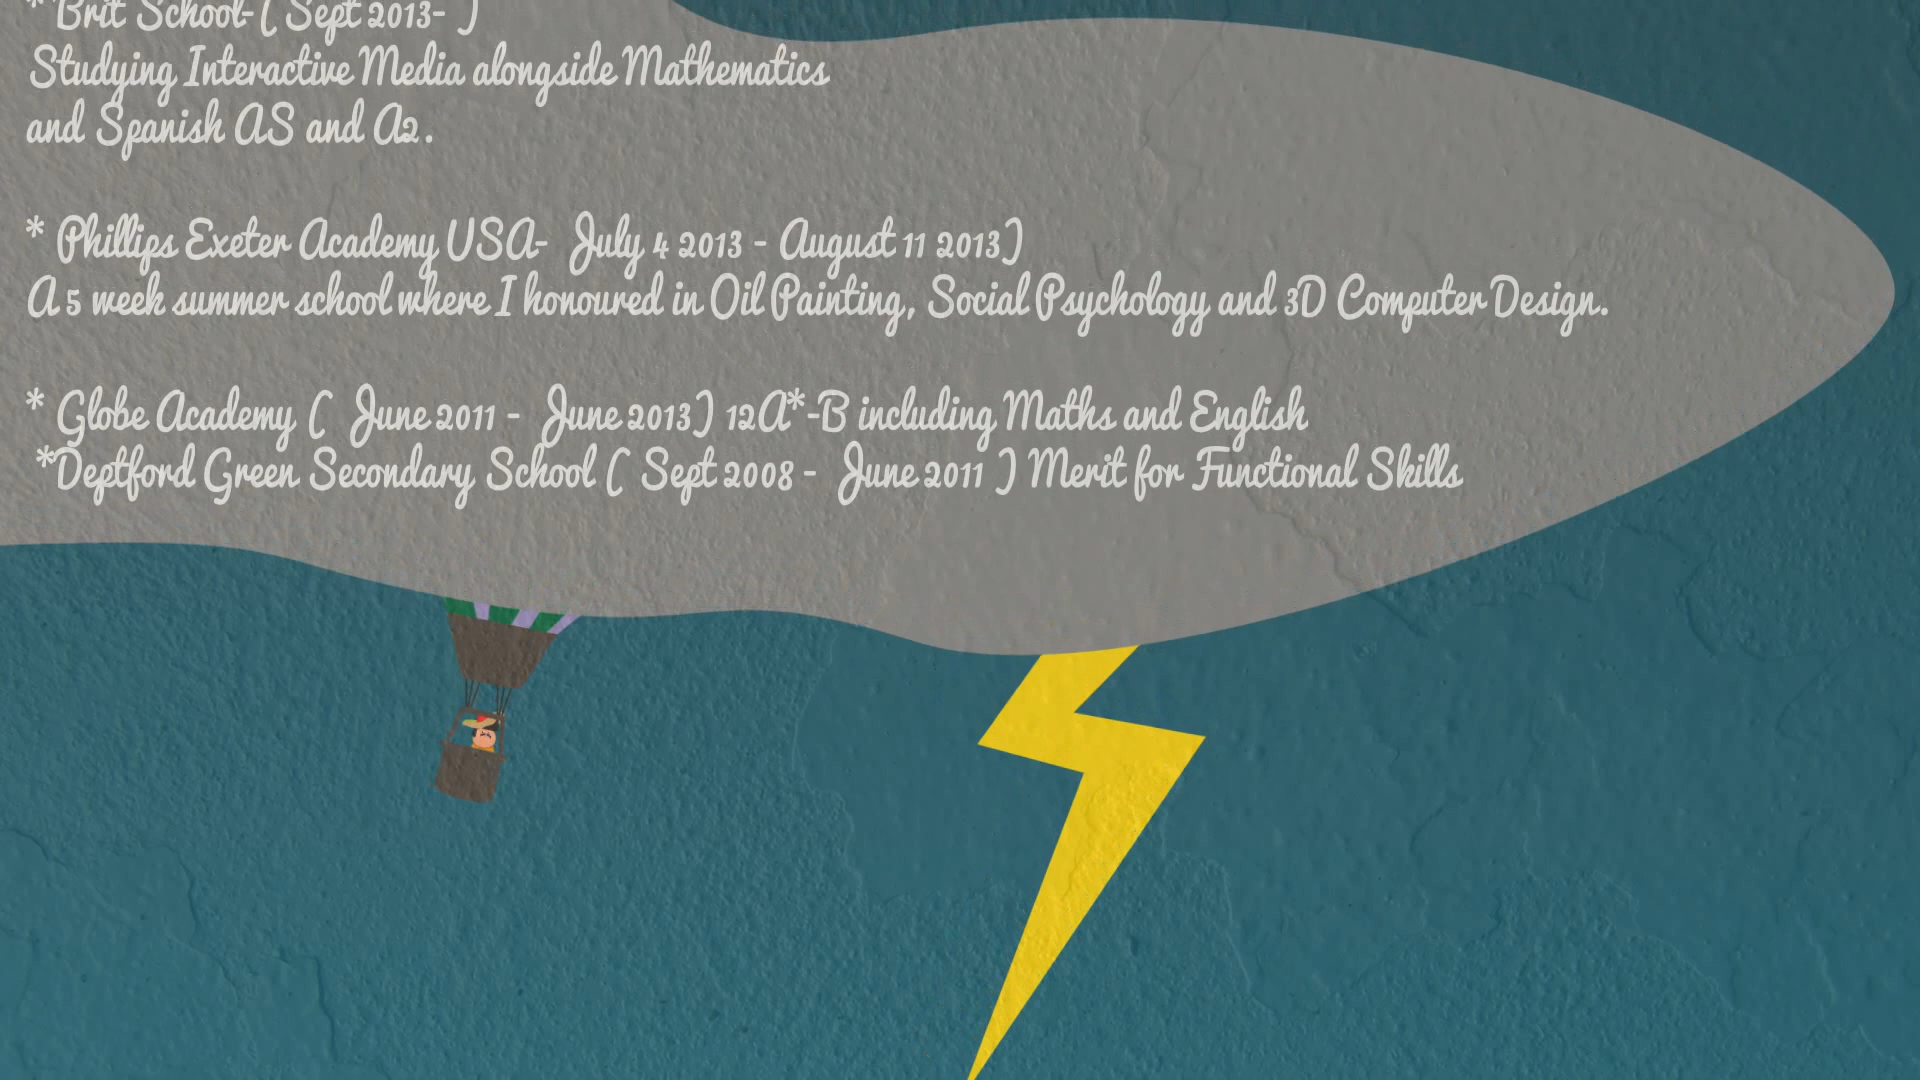 * Brit School- ( Sept 2013- )
Studying Interactive Media alongside Mathematics
and Spanish AS and A2.
* Phillips Exeter Academy USA- July 4 2013 - August 11 2013)
A 5 week summer school where I honoured in Oil Painting, Social Psychology and 3D Computer Design.
* Globe Academy ( June 2011 - June 2013) 12A*-B including Maths and English
*Deptford Green Secondary School ( Sept 2008 - June 2011 ) Merit for Functional Skills